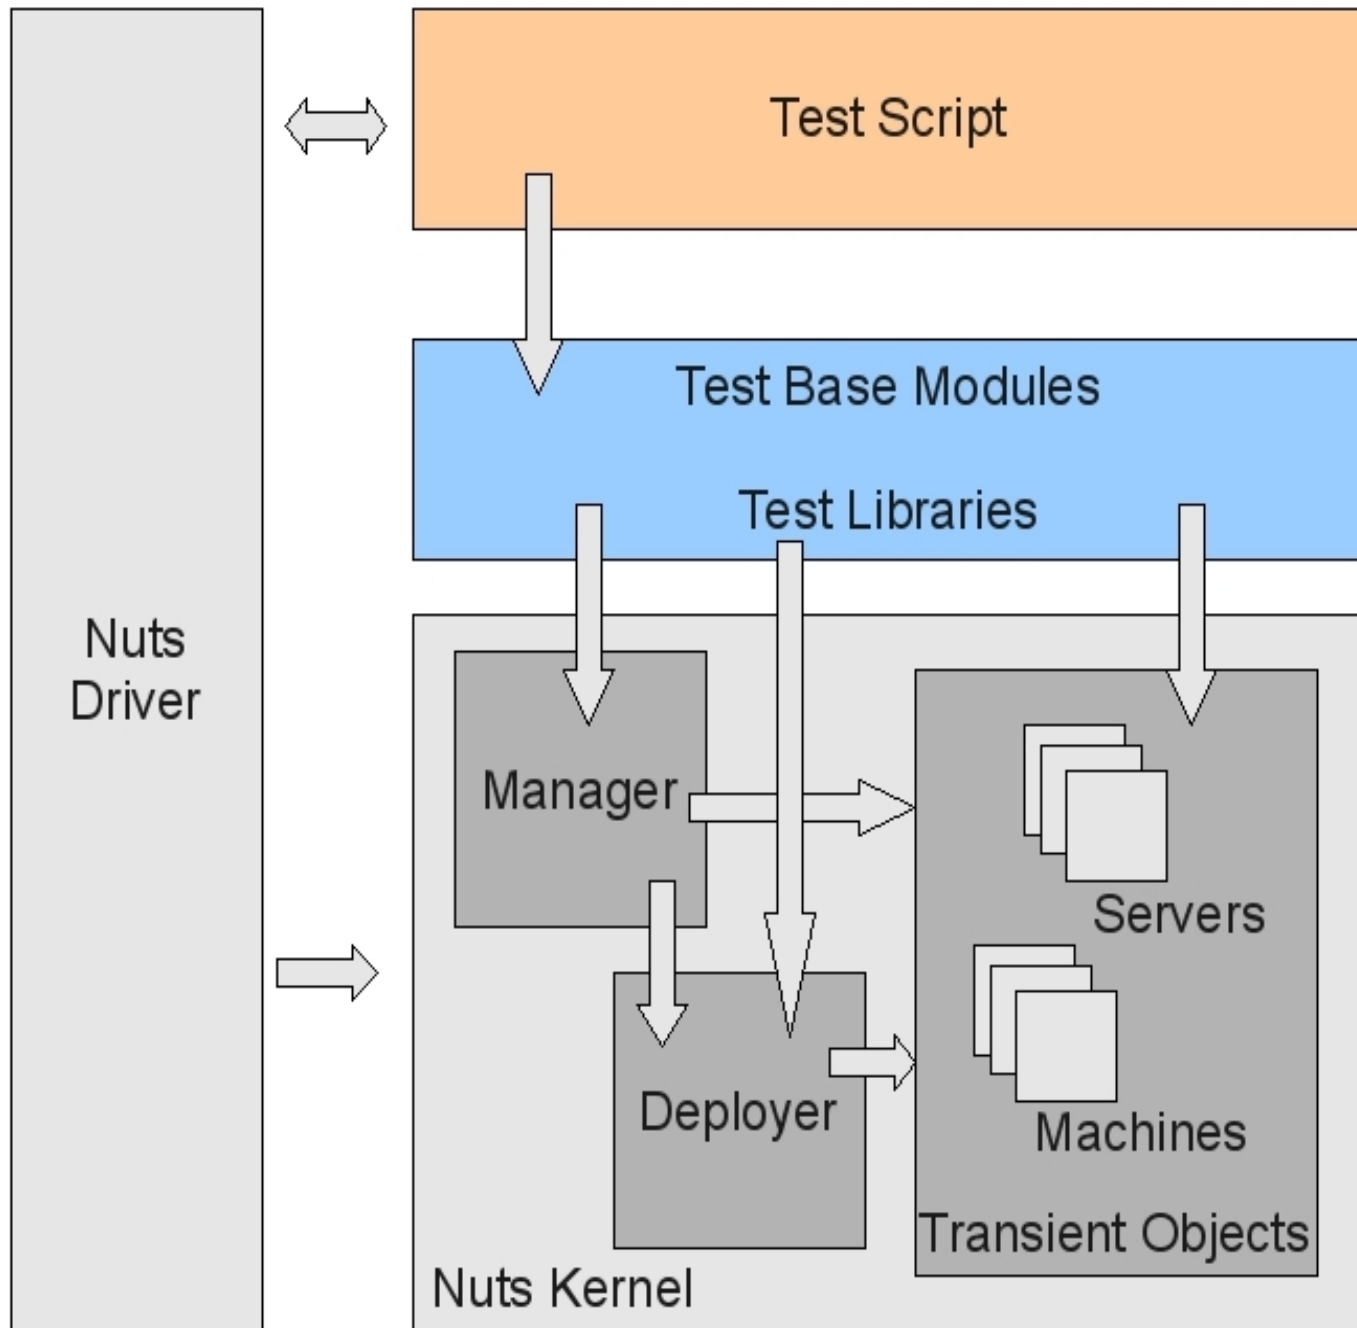 Test Script
Test Base Modules
Test Libraries
Nuts
Driver
Manager
Servers
Deployer
Machines
Transient Objects
Nuts Kernel